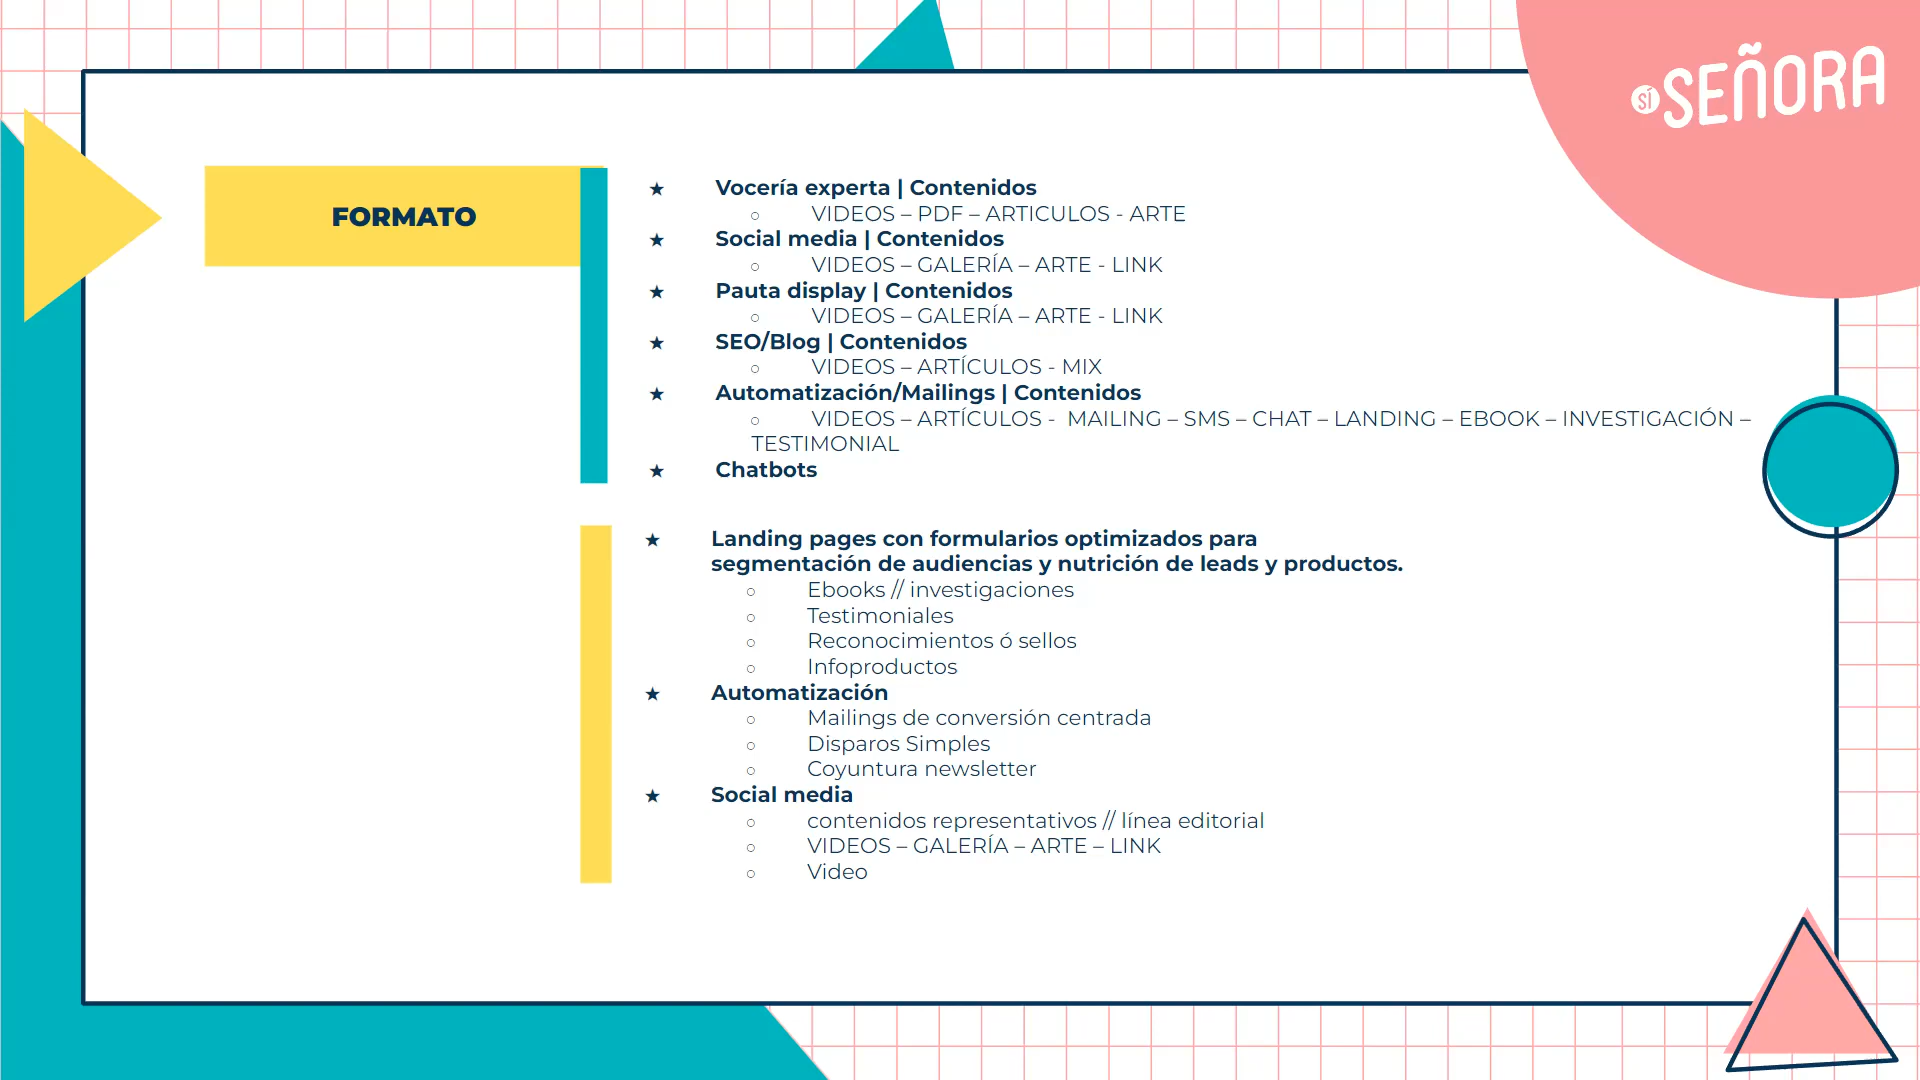 SÍ SEÑORA
FORMATO
★ Vocería experta | Contenidos
○ VIDEOS – PDF – ARTICULOS - ARTE
★ Social media | Contenidos
○ VIDEOS – GALERÍA – ARTE - LINK
★ Pauta display | Contenidos
○ VIDEOS – GALERÍA – ARTE - LINK
★ SEO/Blog | Contenidos
○ VIDEOS – ARTÍCULOS - MIX
★ Automatización/Mailings | Contenidos
○ VIDEOS – ARTÍCULOS - MAILING – SMS – CHAT – LANDING – EBOOK – INVESTIGACIÓN –
TESTIMONIAL
★ Chatbots
★ Landing pages con formularios optimizados para
segmentación de audiencias y nutrición de leads y productos.
○ Ebooks // investigaciones
○ Testimoniales
○ Reconocimientos ó sellos
○ Infoproductos
★ Automatización
○ Mailings de conversión centrada
○ Disparos Simples
○ Coyuntura newsletter
★ Social media
○ contenidos representativos // línea editorial
○ VIDEOS – GALERÍA – ARTE – LINK
○ Video